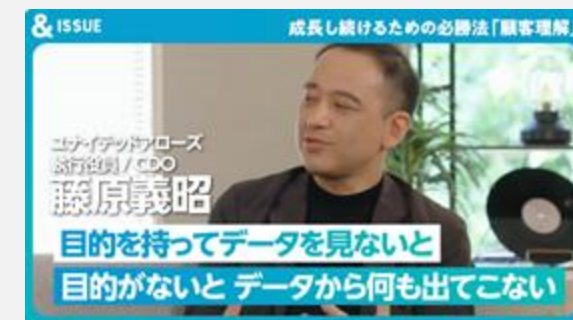 & ISSUE
成長し続けるための必勝法「顧客理解」
ユナイテッドアローズ
執行役員 / CDO
藤原義昭
目的を持ってデータを見ないと
目的がないと データから何も出てこない